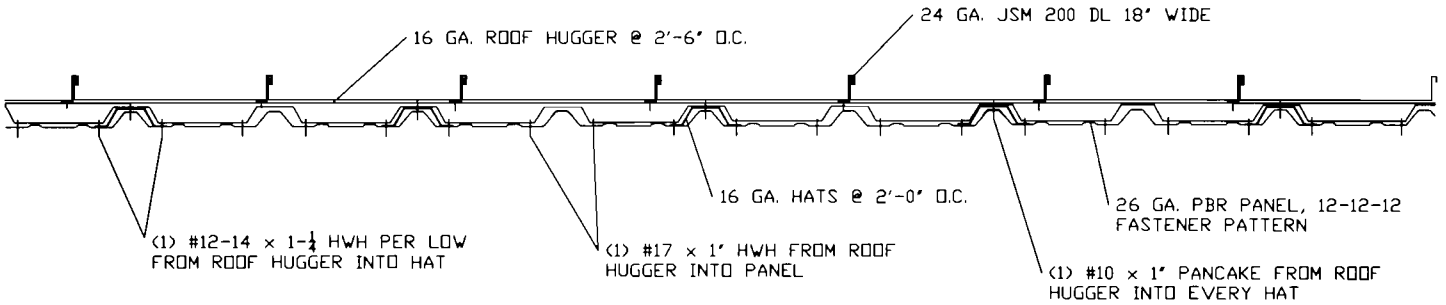 24 GA. JSM 200 DL 18" WIDE
16 GA. ROOF HUGGER @ 2'-6" O.C.
16 GA. HATS @ 2'-0" O.C.
26 GA. PBR PANEL, 12-12-12
FASTENER PATTERN
(1) #12-14 x 1-1/4 HWH PER LOW
FROM ROOF HUGGER INTO HAT
(1) #17 x 1" HWH FROM ROOF
HUGGER INTO PANEL
(1) #10 x 1" PANCAKE FROM ROOF
HUGGER INTO EVERY HAT